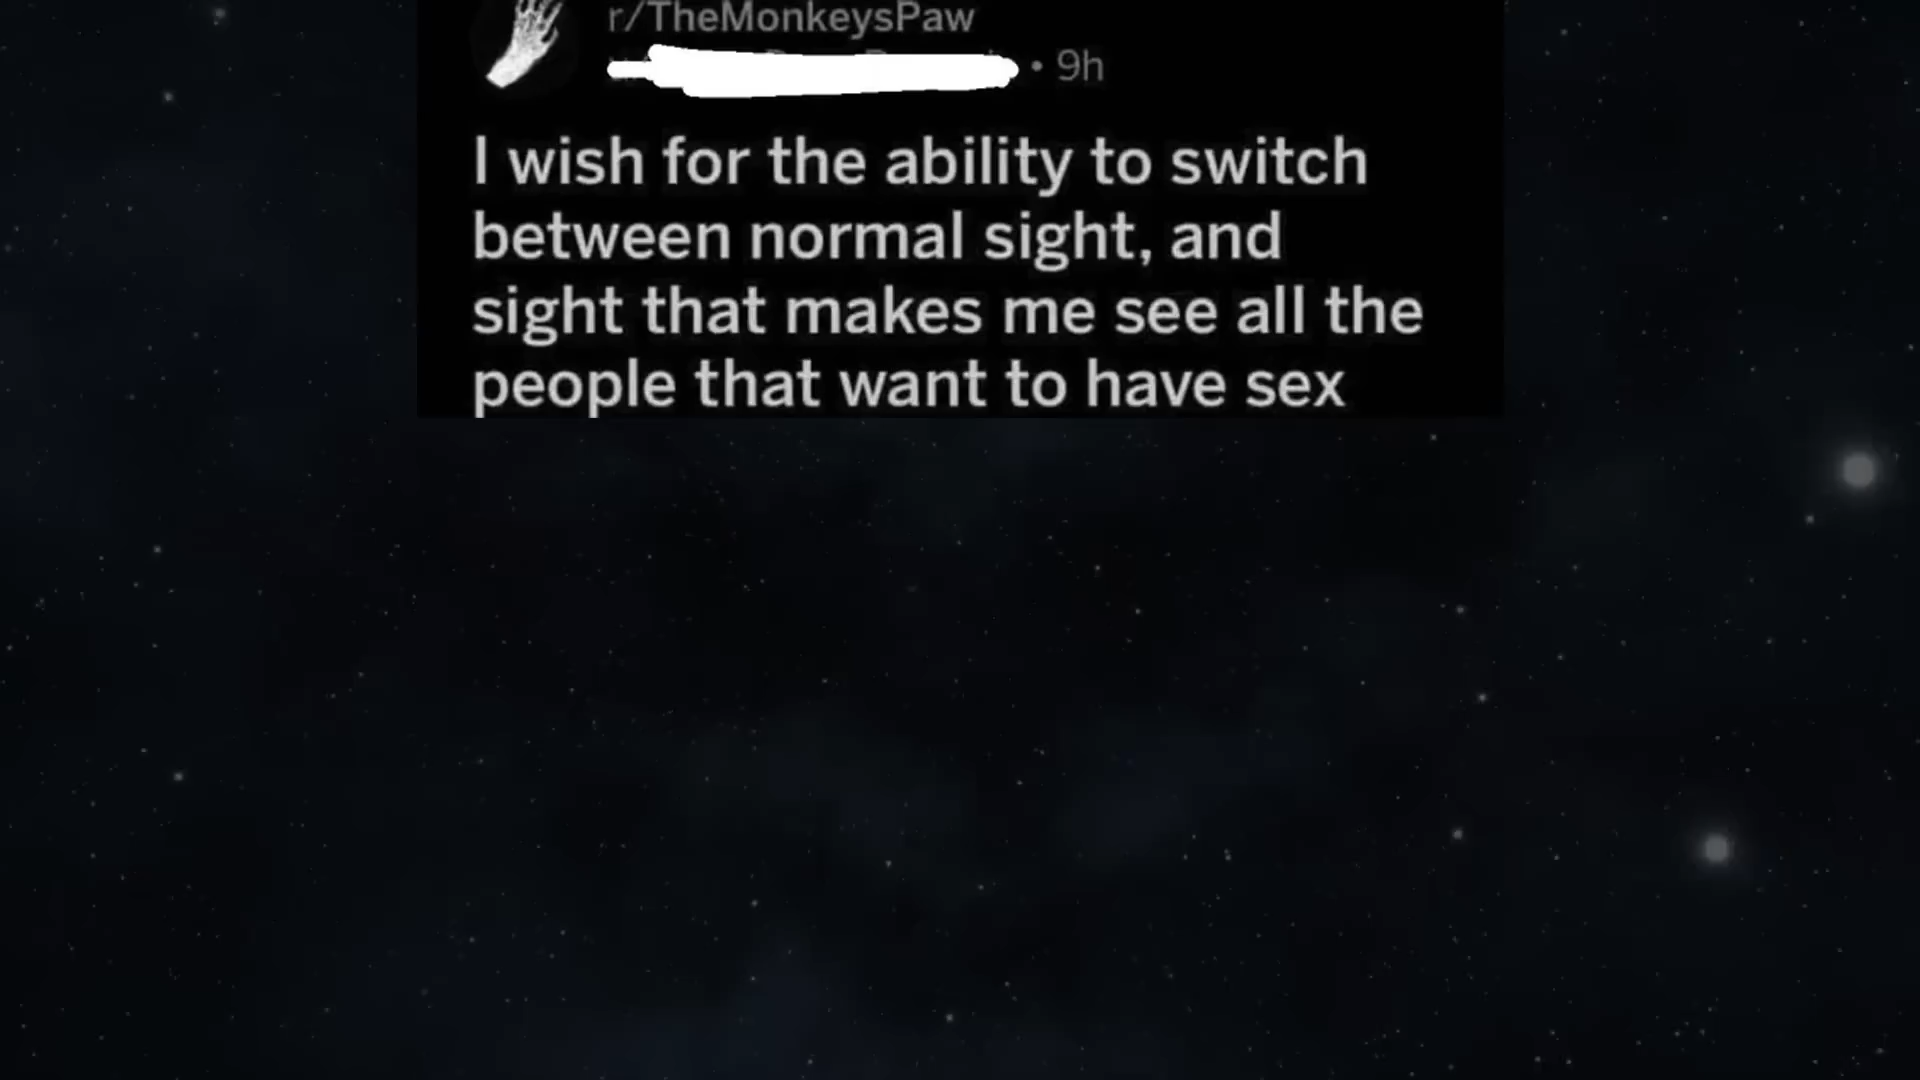 r/TheMonkeysPaw
• 9h
I wish for the ability to switch
between normal sight, and
sight that makes me see all the
people that want to have sex